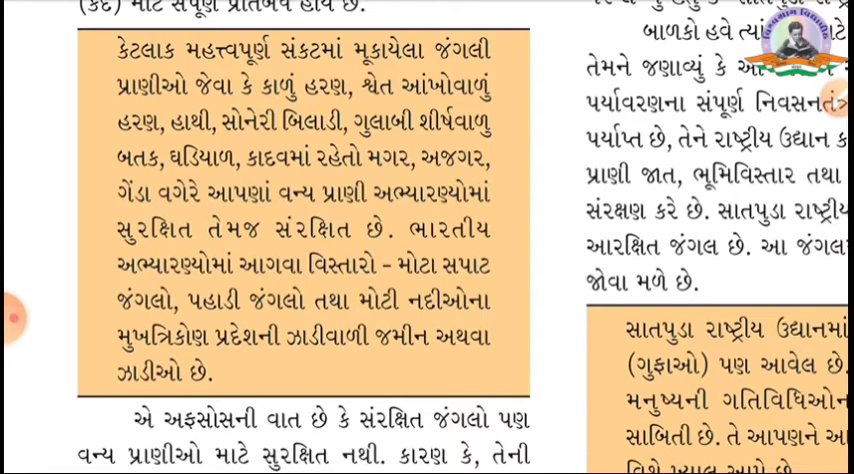 (કેદ) માટે સંપૂર્ણ પ્રતિબંધ હોય છે.
કેટલાક મહત્ત્વપૂર્ણ સંકટમાં મૂકાયેલા જંગલી
પ્રાણીઓ જેવા કે કાળું હરણ, શ્વેત આંખોવાળું
હરણ, હાથી, સોનેરી બિલાડી, ગુલાબી શીર્ષવાળુ
બતક, ઘડિયાળ, કાદવમાં રહેતો મગર, અજગર,
ગેંડા વગેરે આપણાં વન્ય પ્રાણી અભ્યારણ્યોમાં
સુરક્ષિત તેમજ સંરક્ષિત છે. ભારતીય
અભ્યારણ્યોમાં આગવા વિસ્તારો – મોટા સપાટ
જંગલો, પહાડી જંગલો તથા મોટી નદીઓના
મુખત્રિકોણ પ્રદેશની ઝાડીવાળી જમીન અથવા
ઝાડીઓ છે.
એ અફસોસની વાત છે કે સંરક્ષિત જંગલો પણ
વન્ય પ્રાણીઓ માટે સુરક્ષિત નથી. કારણ કે, તેની
બાળકો હવે
તેમને જણાવ્યું કે
પર્યાવરણના સંપૂર્ણ નિવસનતંત્ર
પર્યાપ્ત છે, તેને રાષ્ટ્રીય ઉદ્યાન
પ્રાણી જાત, ભૂમિવિસ્તાર તથા
સંરક્ષણ કરે છે. સાતપુડા રાષ્ટ્રીય
આરક્ષિત જંગલ છે. આ જંગલ
જોવા મળે છે.
સાતપુડા રાષ્ટ્રીય ઉદ્યાનમાં
(ગુફાઓ) પણ આવેલ છે.
મનુષ્યની ગતિવિધિઓન
સાબિતી છે. તે આપણને